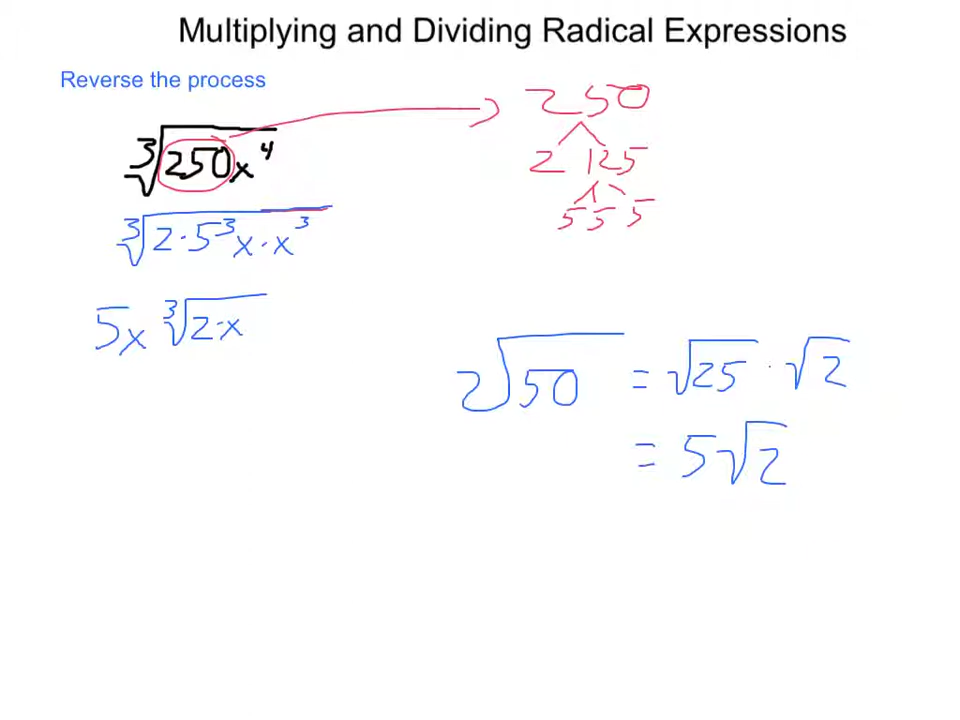 Multiplying and Dividing Radical Expressions
Reverse the process
∛(250x⁴)
250
2 125
5 5 5
∛(2·5³x·x³)
5x ∛(2·x)
2√50 = √25 · √2
= 5√2